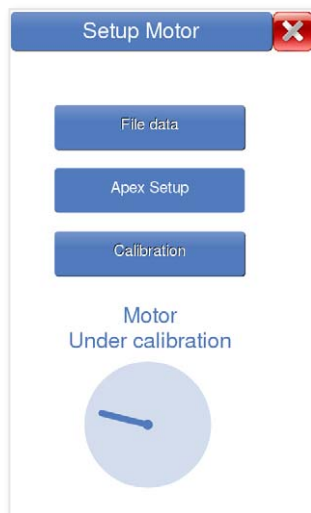 Setup Motor
File data
Apex Setup
Calibration
Motor
Under calibration